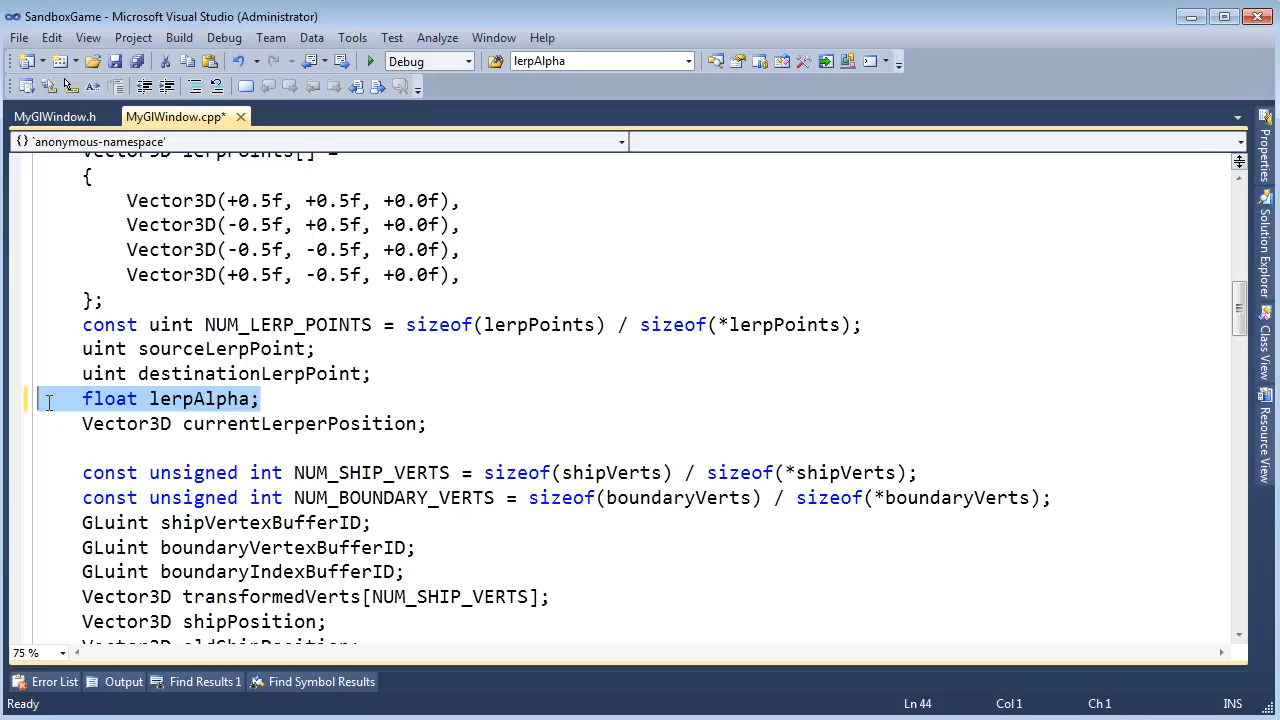 SandboxGame - Microsoft Visual Studio (Administrator)
File Edit View Project Build Debug Team Data Tools Test Analyze Window Help
Debug lerpAlpha
MyGlWindow.h MyGlWindow.cpp*
{} `anonymous-namespace'
Vector3D lerpPoints[] =
{
Vector3D(+0.5f, +0.5f, +0.0f),
Vector3D(-0.5f, +0.5f, +0.0f),
Vector3D(-0.5f, -0.5f, +0.0f),
Vector3D(+0.5f, -0.5f, +0.0f),
};
const uint NUM_LERP_POINTS = sizeof(lerpPoints) / sizeof(*lerpPoints);
uint sourceLerpPoint;
uint destinationLerpPoint;
float lerpAlpha;
Vector3D currentLerperPosition;
const unsigned int NUM_SHIP_VERTS = sizeof(shipVerts) / sizeof(*shipVerts);
const unsigned int NUM_BOUNDARY_VERTS = sizeof(boundaryVerts) / sizeof(*boundaryVerts);
GLuint shipVertexBufferID;
GLuint boundaryVertexBufferID;
GLuint boundaryIndexBufferID;
Vector3D transformedVerts[NUM_SHIP_VERTS];
Vector3D shipPosition;
Vector3D oldShipPosition;
75 %
Properties
Solution Explorer
Class View
Resource View
Error List Output Find Results 1 Find Symbol Results
Ready Ln 44 Col 1 Ch 1 INS